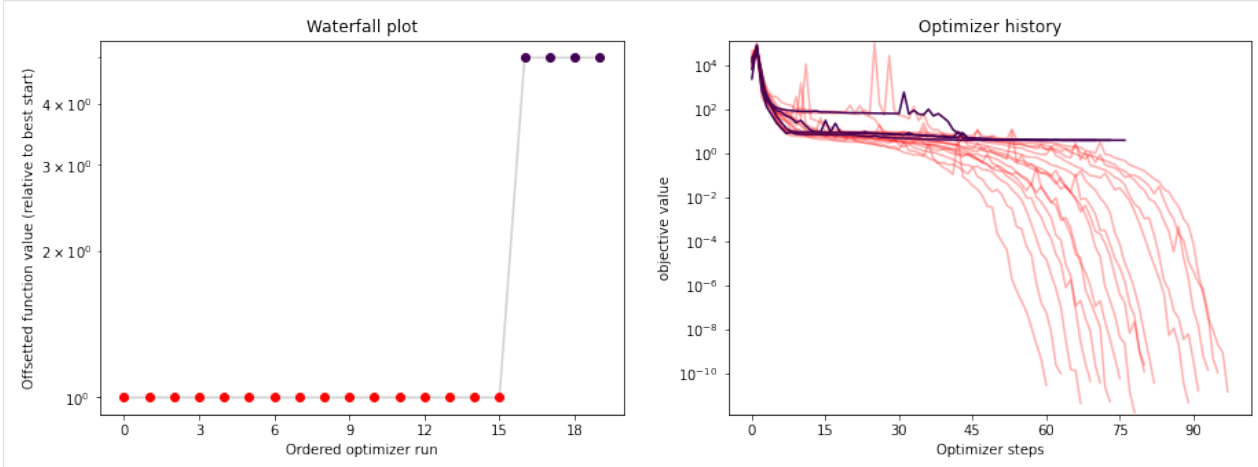 Waterfall plot
Offsetted function value (relative to best start)
4 × 10⁰
3 × 10⁰
2 × 10⁰
10⁰
0 3 6 9 12 15 18
Ordered optimizer run
Optimizer history
objective value
10⁴
10²
10⁰
10⁻²
10⁻⁴
10⁻⁶
10⁻⁸
10⁻¹⁰
0 15 30 45 60 75 90
Optimizer steps